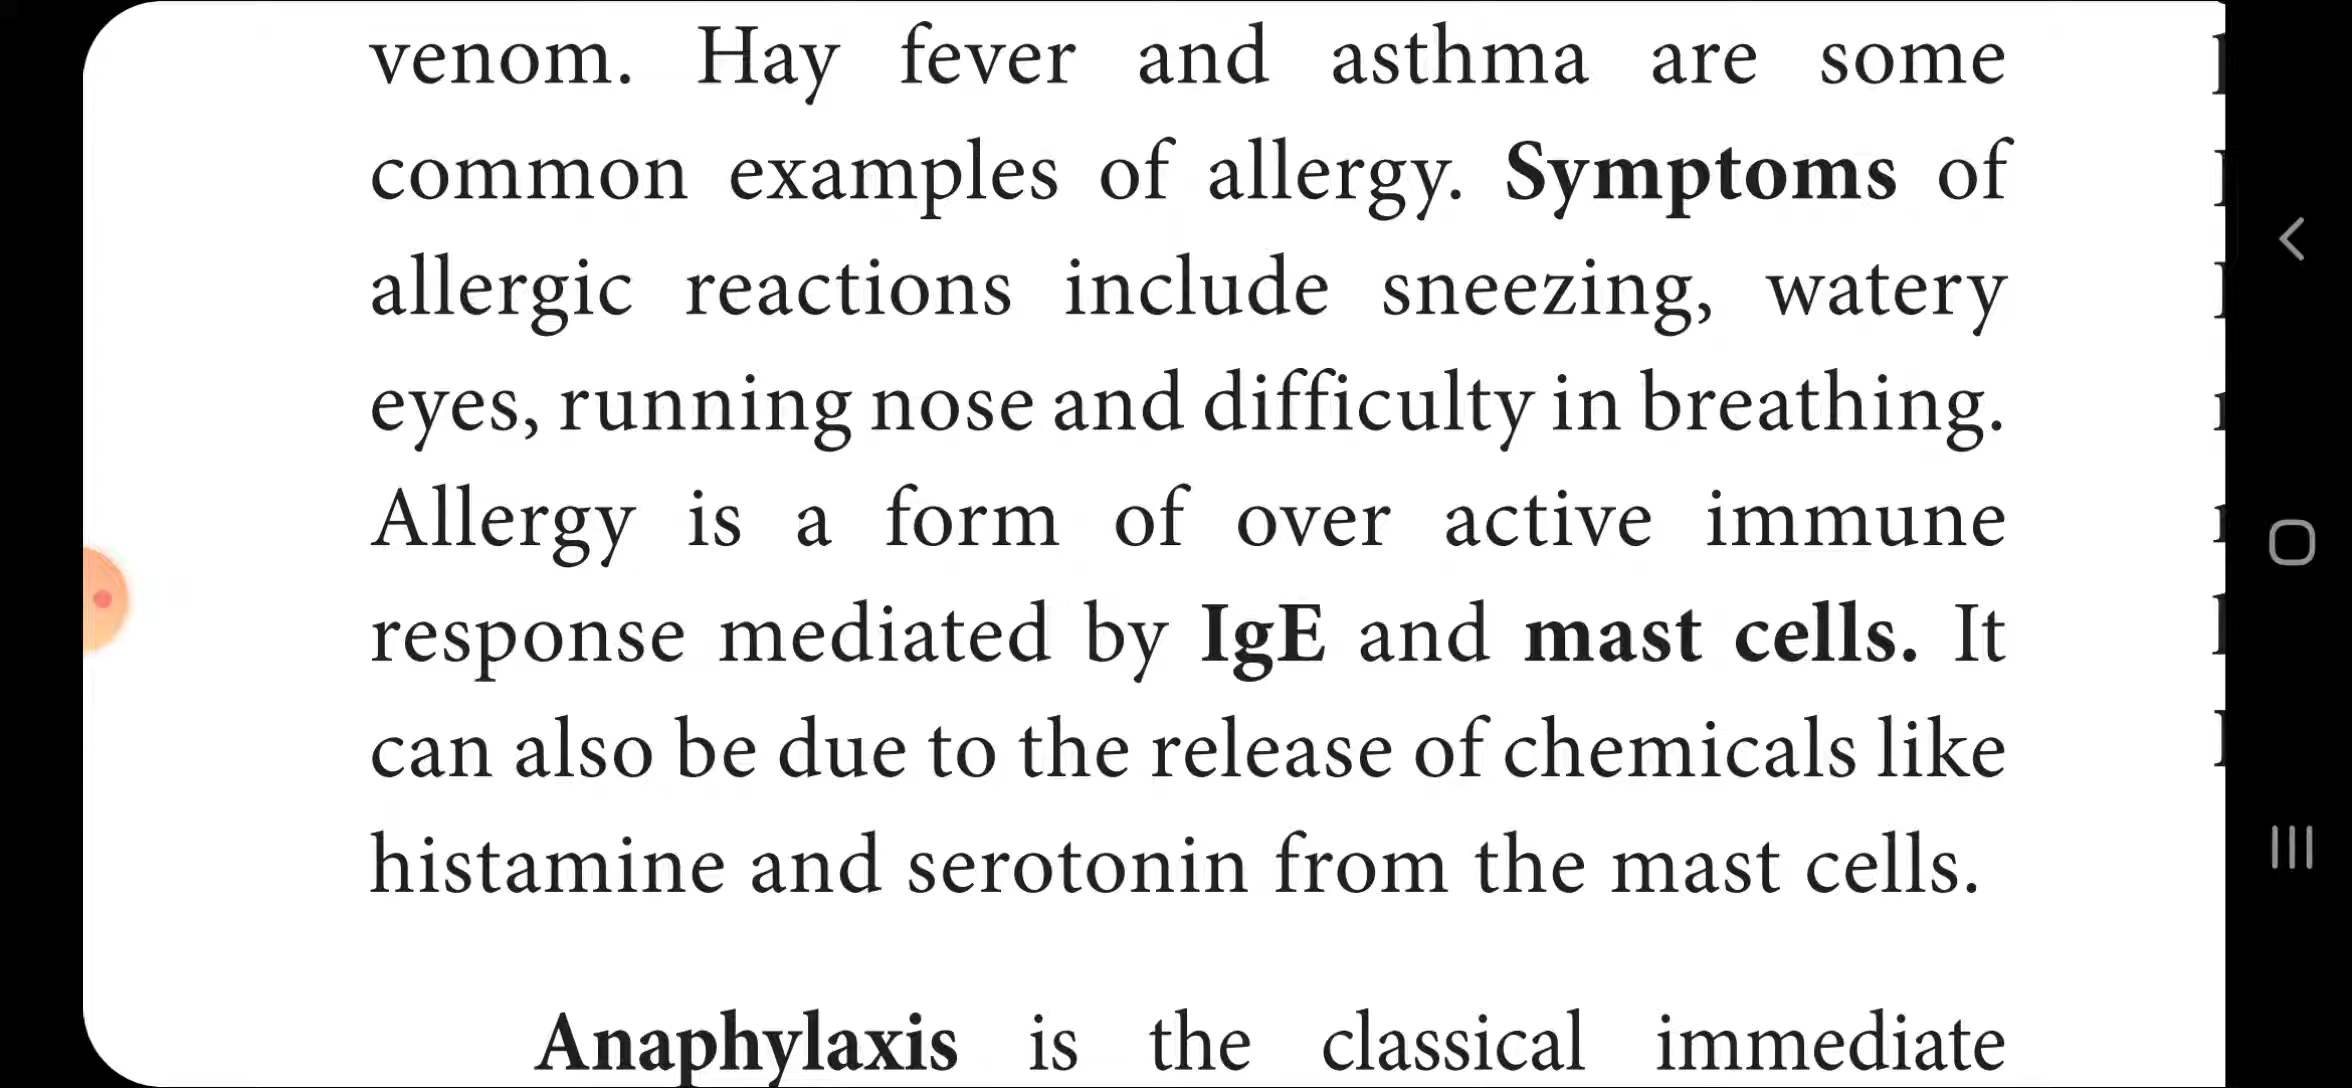 venom. Hay fever and asthma are some
common examples of allergy. Symptoms of
allergic reactions include sneezing, watery
eyes, running nose and difficulty in breathing.
Allergy is a form of over active immune
response mediated by IgE and mast cells. It
can also be due to the release of chemicals like
histamine and serotonin from the mast cells.
Anaphylaxis is the classical immediate